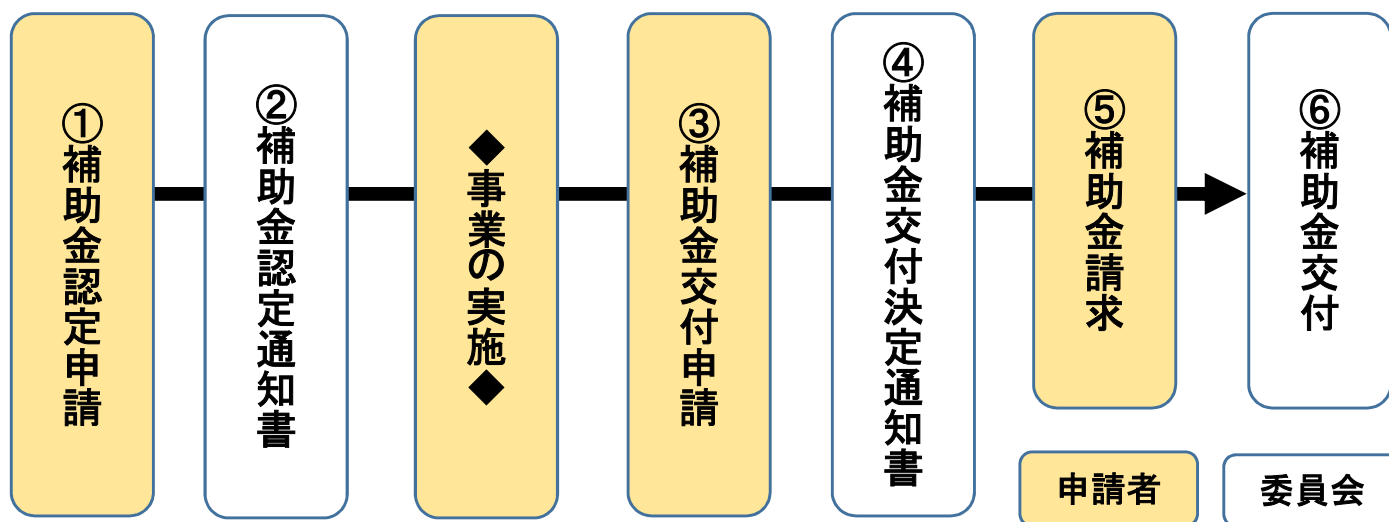 ①補助金認定申請
②補助金認定通知書
◆事業の実施◆
③補助金交付申請
④補助金交付決定通知書
⑤補助金請求
⑥補助金交付
申請者
委員会